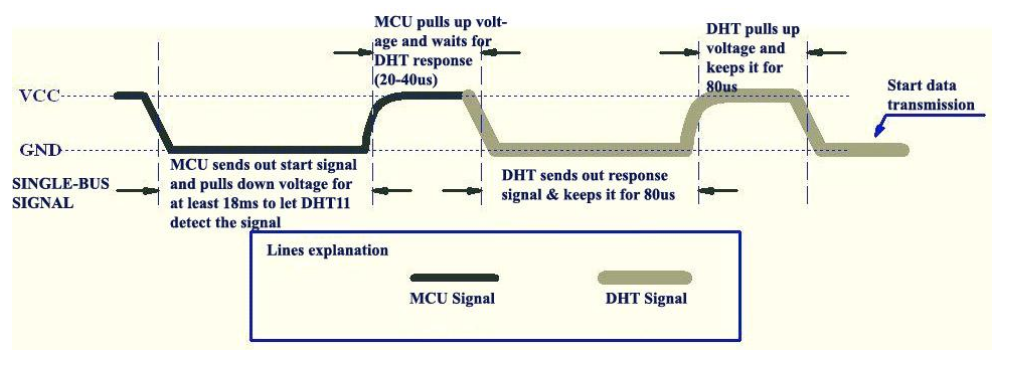 MCU pulls up volt-
age and waits for
DHT response
(20-40us)
DHT pulls up
voltage and
keeps it for
80us
Start data
transmission
VCC
GND
SINGLE-BUS
SIGNAL
MCU sends out start signal
and pulls down voltage for
at least 18ms to let DHT11
detect the signal
DHT sends out response
signal & keeps it for 80us
Lines explanation
MCU Signal
DHT Signal